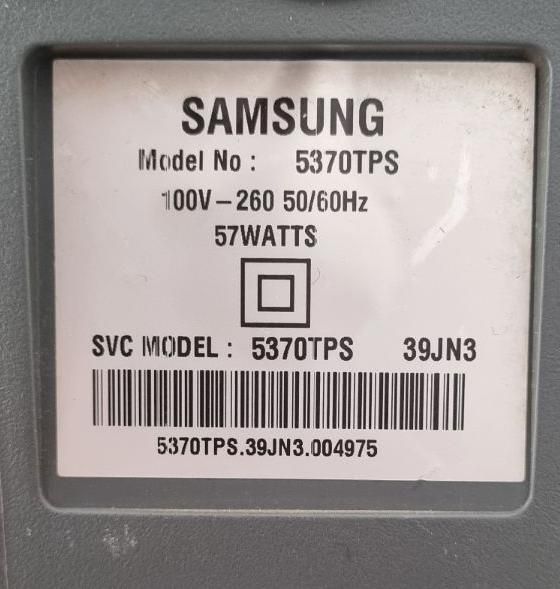 SAMSUNG
Model No : 5370TPS
100V-260 50/60Hz
57WATTS
SVC MODEL : 5370TPS 39JN3
5370TPS.39JN3.004975